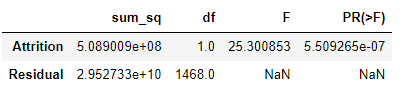 sum_sq df F PR(>F)
Attrition 5.089009e+08 1.0 25.300853 5.509265e-07
Residual 2.952733e+10 1468.0 NaN NaN